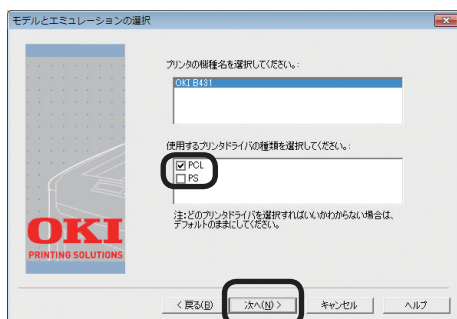 モデルとエミュレーションの選択
プリンタの機種名を選択してください。:
OKI B431
使用するプリンタドライバの種類を選択してください。:
PCL
PS
注:どのプリンタドライバを選択すればいいかわからない場合は、
デフォルトのままにしてください。
OKI
PRINTING SOLUTIONS
< 戻る(B)
次へ(N) >
キャンセル
ヘルプ